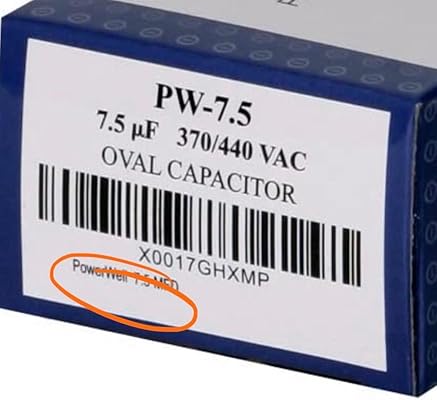 PW-7.5
7.5 µF 370/440 VAC
OVAL CAPACITOR
X0017GHXMP
PowerWell 7.5 MFD